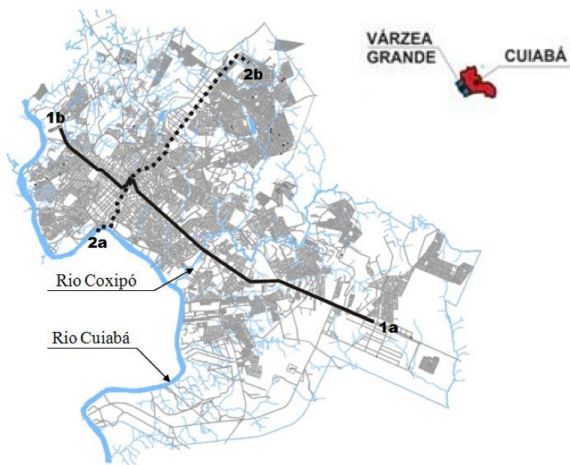 VÁRZEA
GRANDE
CUIABÁ
2b
1b
2a
Rio Coxipó
1a
Rio Cuiabá